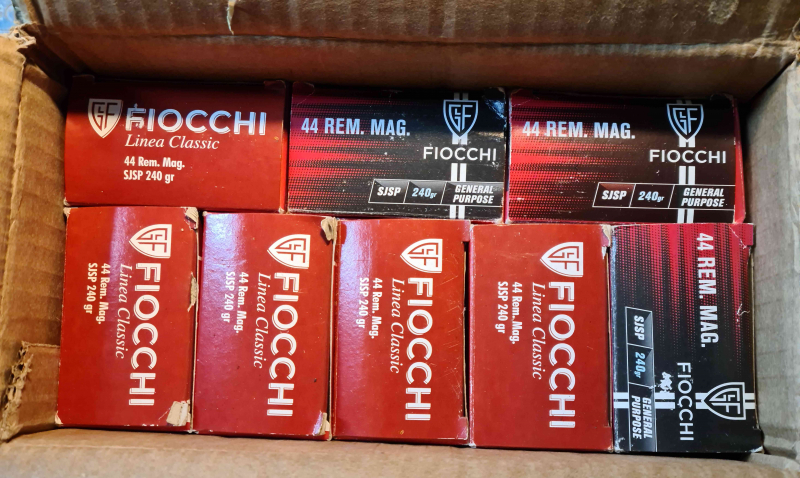 FIOCCHI
Linea Classic
44 Rem. Mag.
SJSP 240 gr
44 REM. MAG.
FIOCCHI
SJSP 240gr GENERAL PURPOSE
44 REM. MAG.
FIOCCHI
SJSP 240gr GENERAL PURPOSE
FIOCCHI
Linea Classic
44 Rem. Mag.
SJSP 240 gr
FIOCCHI
Linea Classic
44 Rem. Mag.
SJSP 240 gr
FIOCCHI
Linea Classic
44 Rem. Mag.
SJSP 240 gr
FIOCCHI
Linea Classic
44 Rem. Mag.
SJSP 240 gr
44 REM. MAG.
FIOCCHI
SJSP 240gr GENERAL PURPOSE